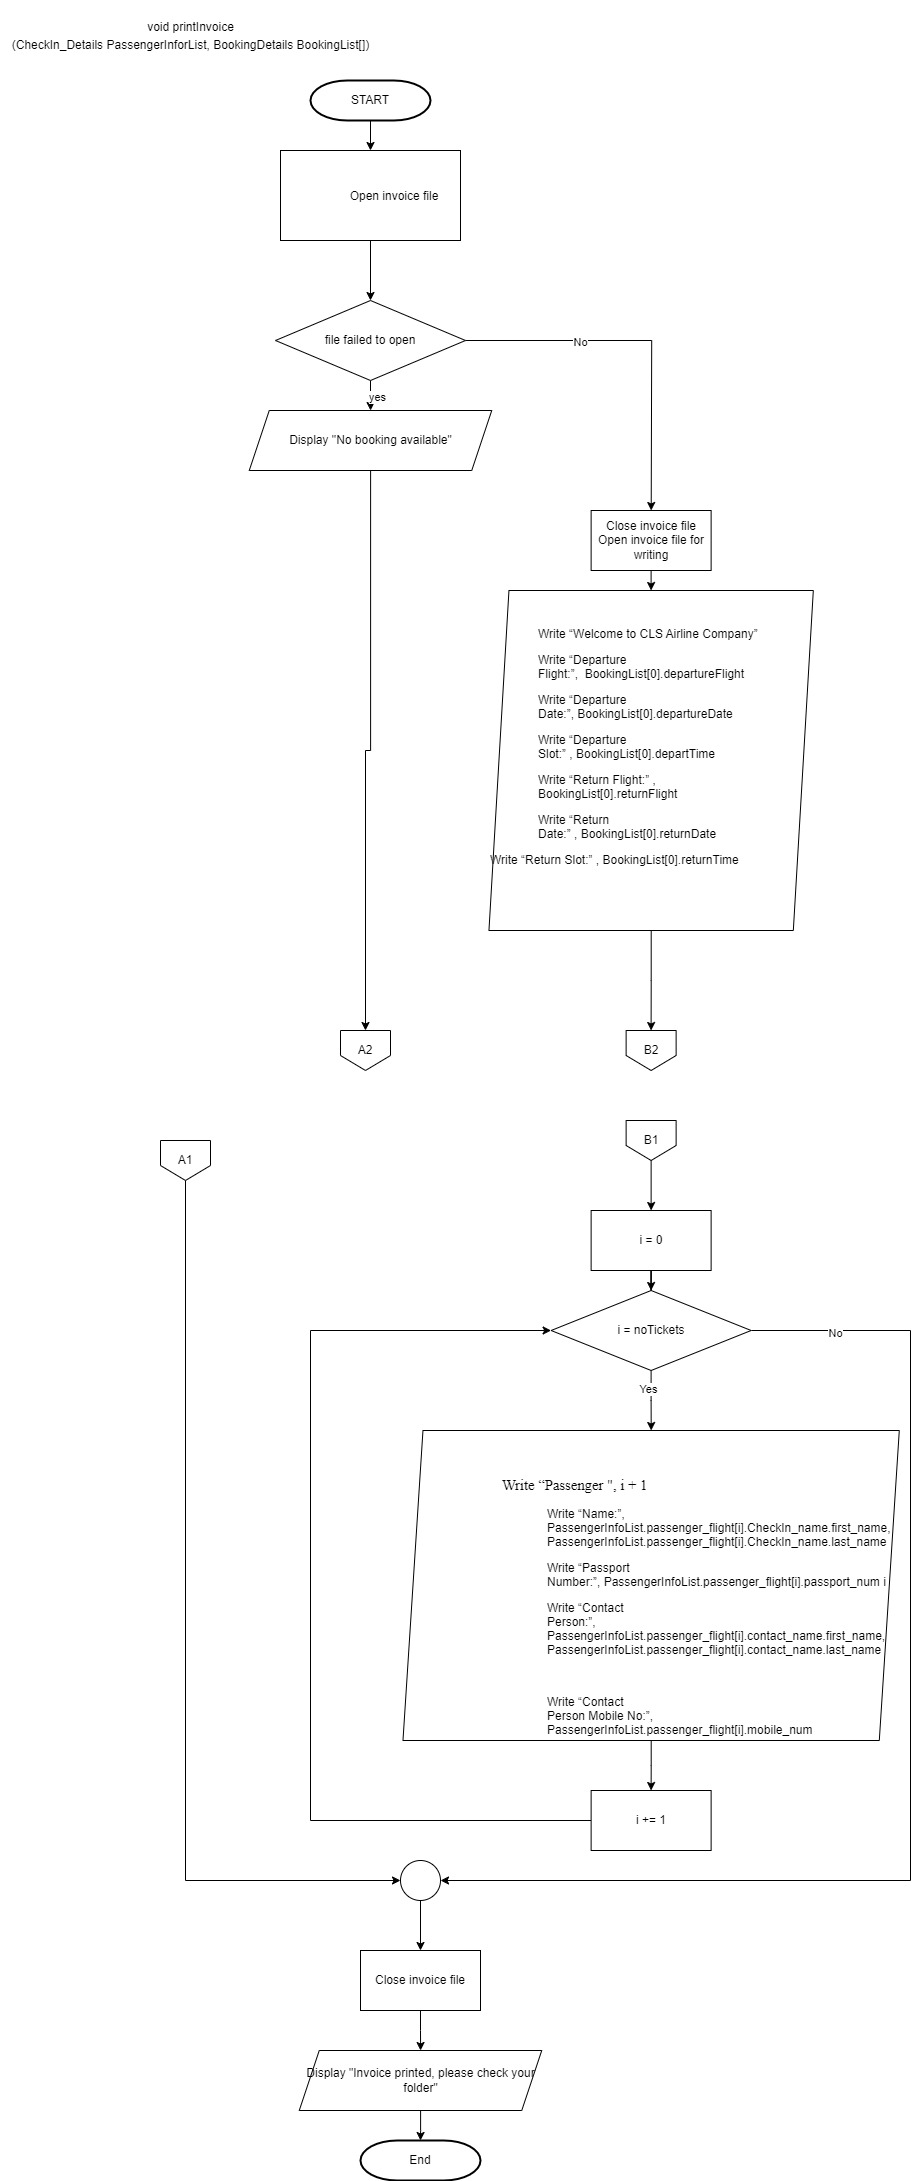 void printInvoice
(CheckIn_Details PassengerInforList, BookingDetails BookingList[])
START
Open invoice file
file failed to open
No
yes
Display "No booking available"
Close invoice file
Open invoice file for
writing
Write “Welcome to CLS Airline Company”
Write “Departure
Flight:”, BookingList[0].departureFlight
Write “Departure
Date:”, BookingList[0].departureDate
Write “Departure
Slot:” , BookingList[0].departTime
Write “Return Flight:” ,
BookingList[0].returnFlight
Write “Return
Date:” , BookingList[0].returnDate
Write “Return Slot:” , BookingList[0].returnTime
A2
B2
B1
A1
i = 0
i = noTickets
No
Yes
Write “Passenger ", i + 1
Write “Name:”,
PassengerInfoList.passenger_flight[i].CheckIn_name.first_name,
PassengerInfoList.passenger_flight[i].CheckIn_name.last_name
Write “Passport
Number:”, PassengerInfoList.passenger_flight[i].passport_num i
Write “Contact
Person:”,
PassengerInfoList.passenger_flight[i].contact_name.first_name,
PassengerInfoList.passenger_flight[i].contact_name.last_name
Write “Contact
Person Mobile No:”,
PassengerInfoList.passenger_flight[i].mobile_num
i += 1
Close invoice file
Display "Invoice printed, please check your
folder"
End